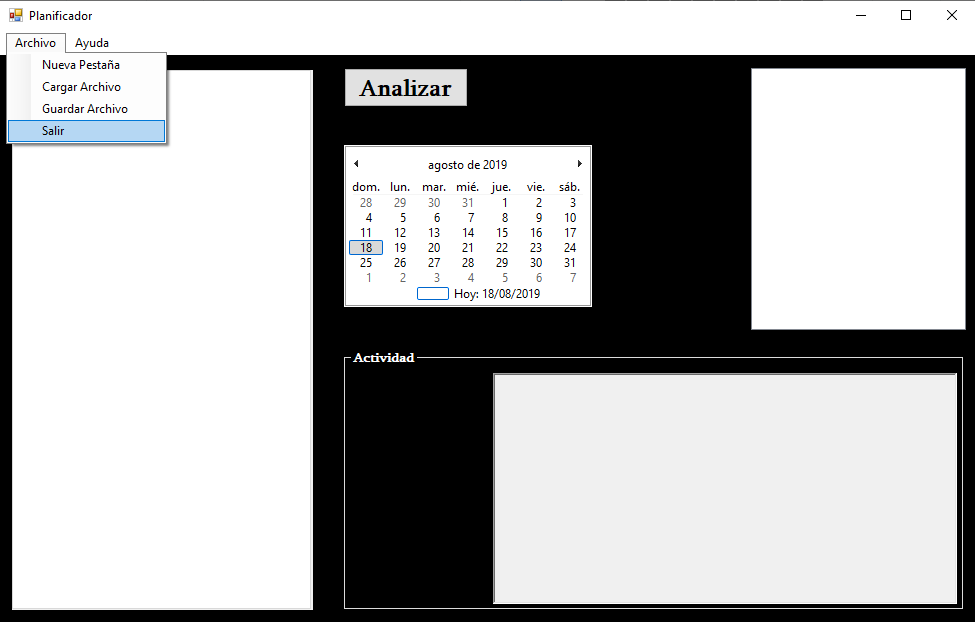 Planificador
Archivo Ayuda
Nueva Pestaña
Cargar Archivo
Guardar Archivo
Salir
Analizar
agosto de 2019
dom. lun. mar. mié. jue. vie. sáb.
28 29 30 31 1 2 3
4 5 6 7 8 9 10
11 12 13 14 15 16 17
18 19 20 21 22 23 24
25 26 27 28 29 30 31
1 2 3 4 5 6 7
Hoy: 18/08/2019
Actividad